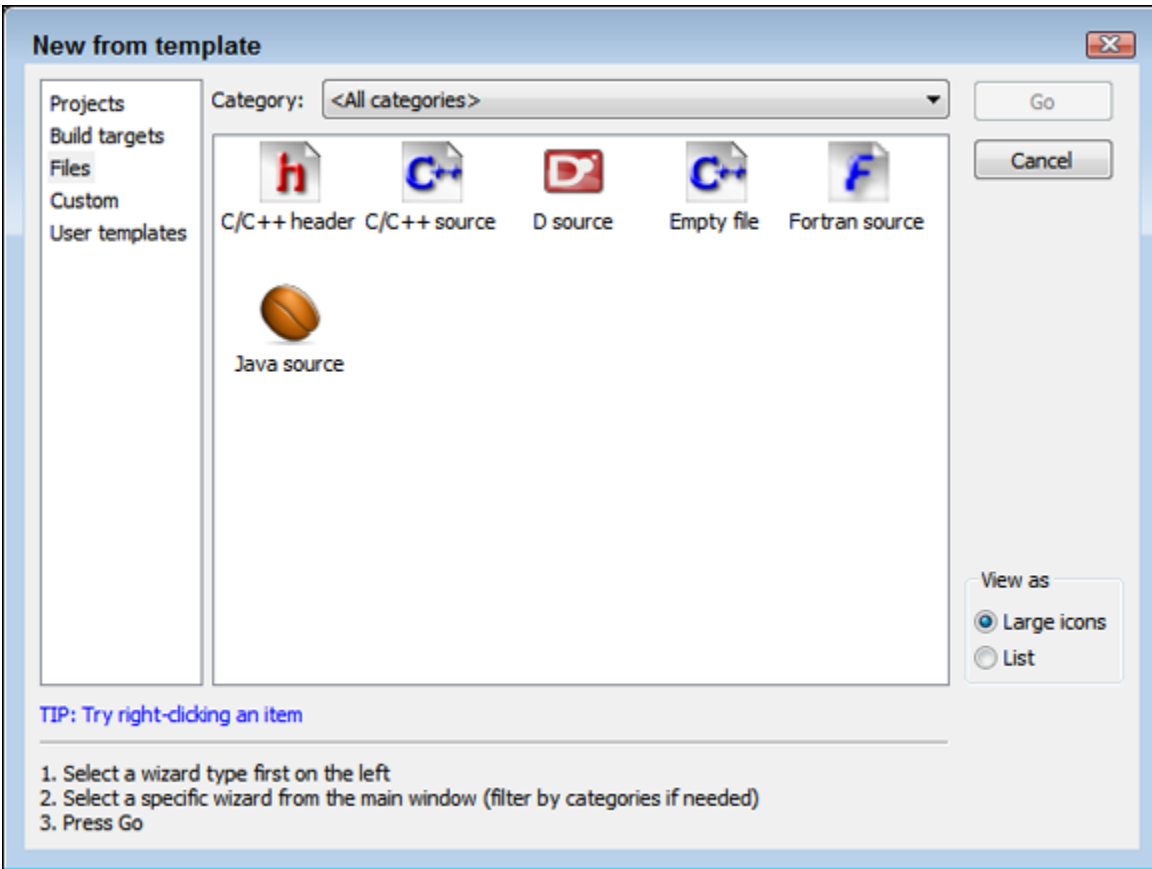 New from template
Projects
Build targets
Files
Custom
User templates
Category: <All categories>
Go
Cancel
h C++ D C++ F
C/C++ header C/C++ source D source Empty file Fortran source
Java source
View as
Large icons
List
TIP: Try right-clicking an item
1. Select a wizard type first on the left
2. Select a specific wizard from the main window (filter by categories if needed)
3. Press Go